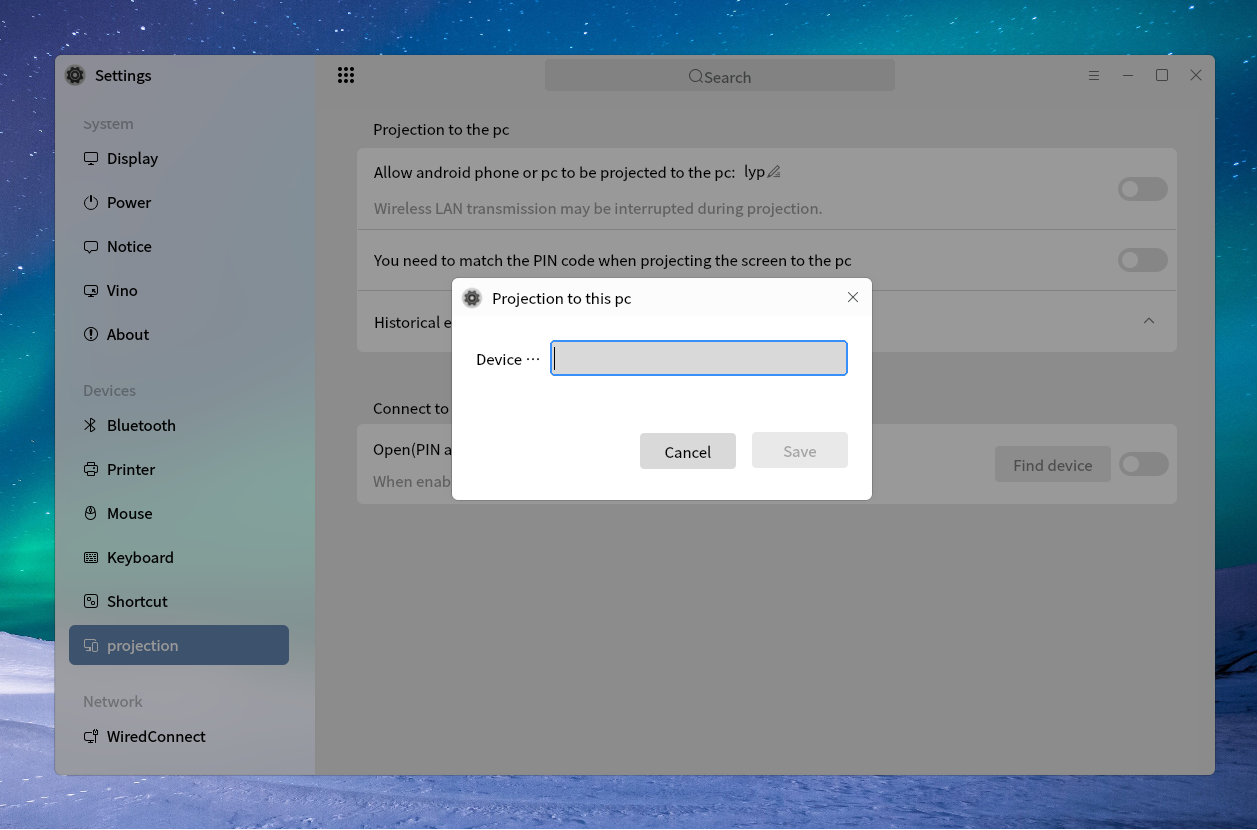 Settings
Search
System
Display
Power
Notice
Vino
About
Devices
Bluetooth
Printer
Mouse
Keyboard
Shortcut
projection
Network
WiredConnect
Projection to the pc
Allow android phone or pc to be projected to the pc: lyp
Wireless LAN transmission may be interrupted during projection.
You need to match the PIN code when projecting the screen to the pc
Historical e
Connect to
Open(PIN a
When enab
Find device
Projection to this pc
Device ···
Cancel
Save